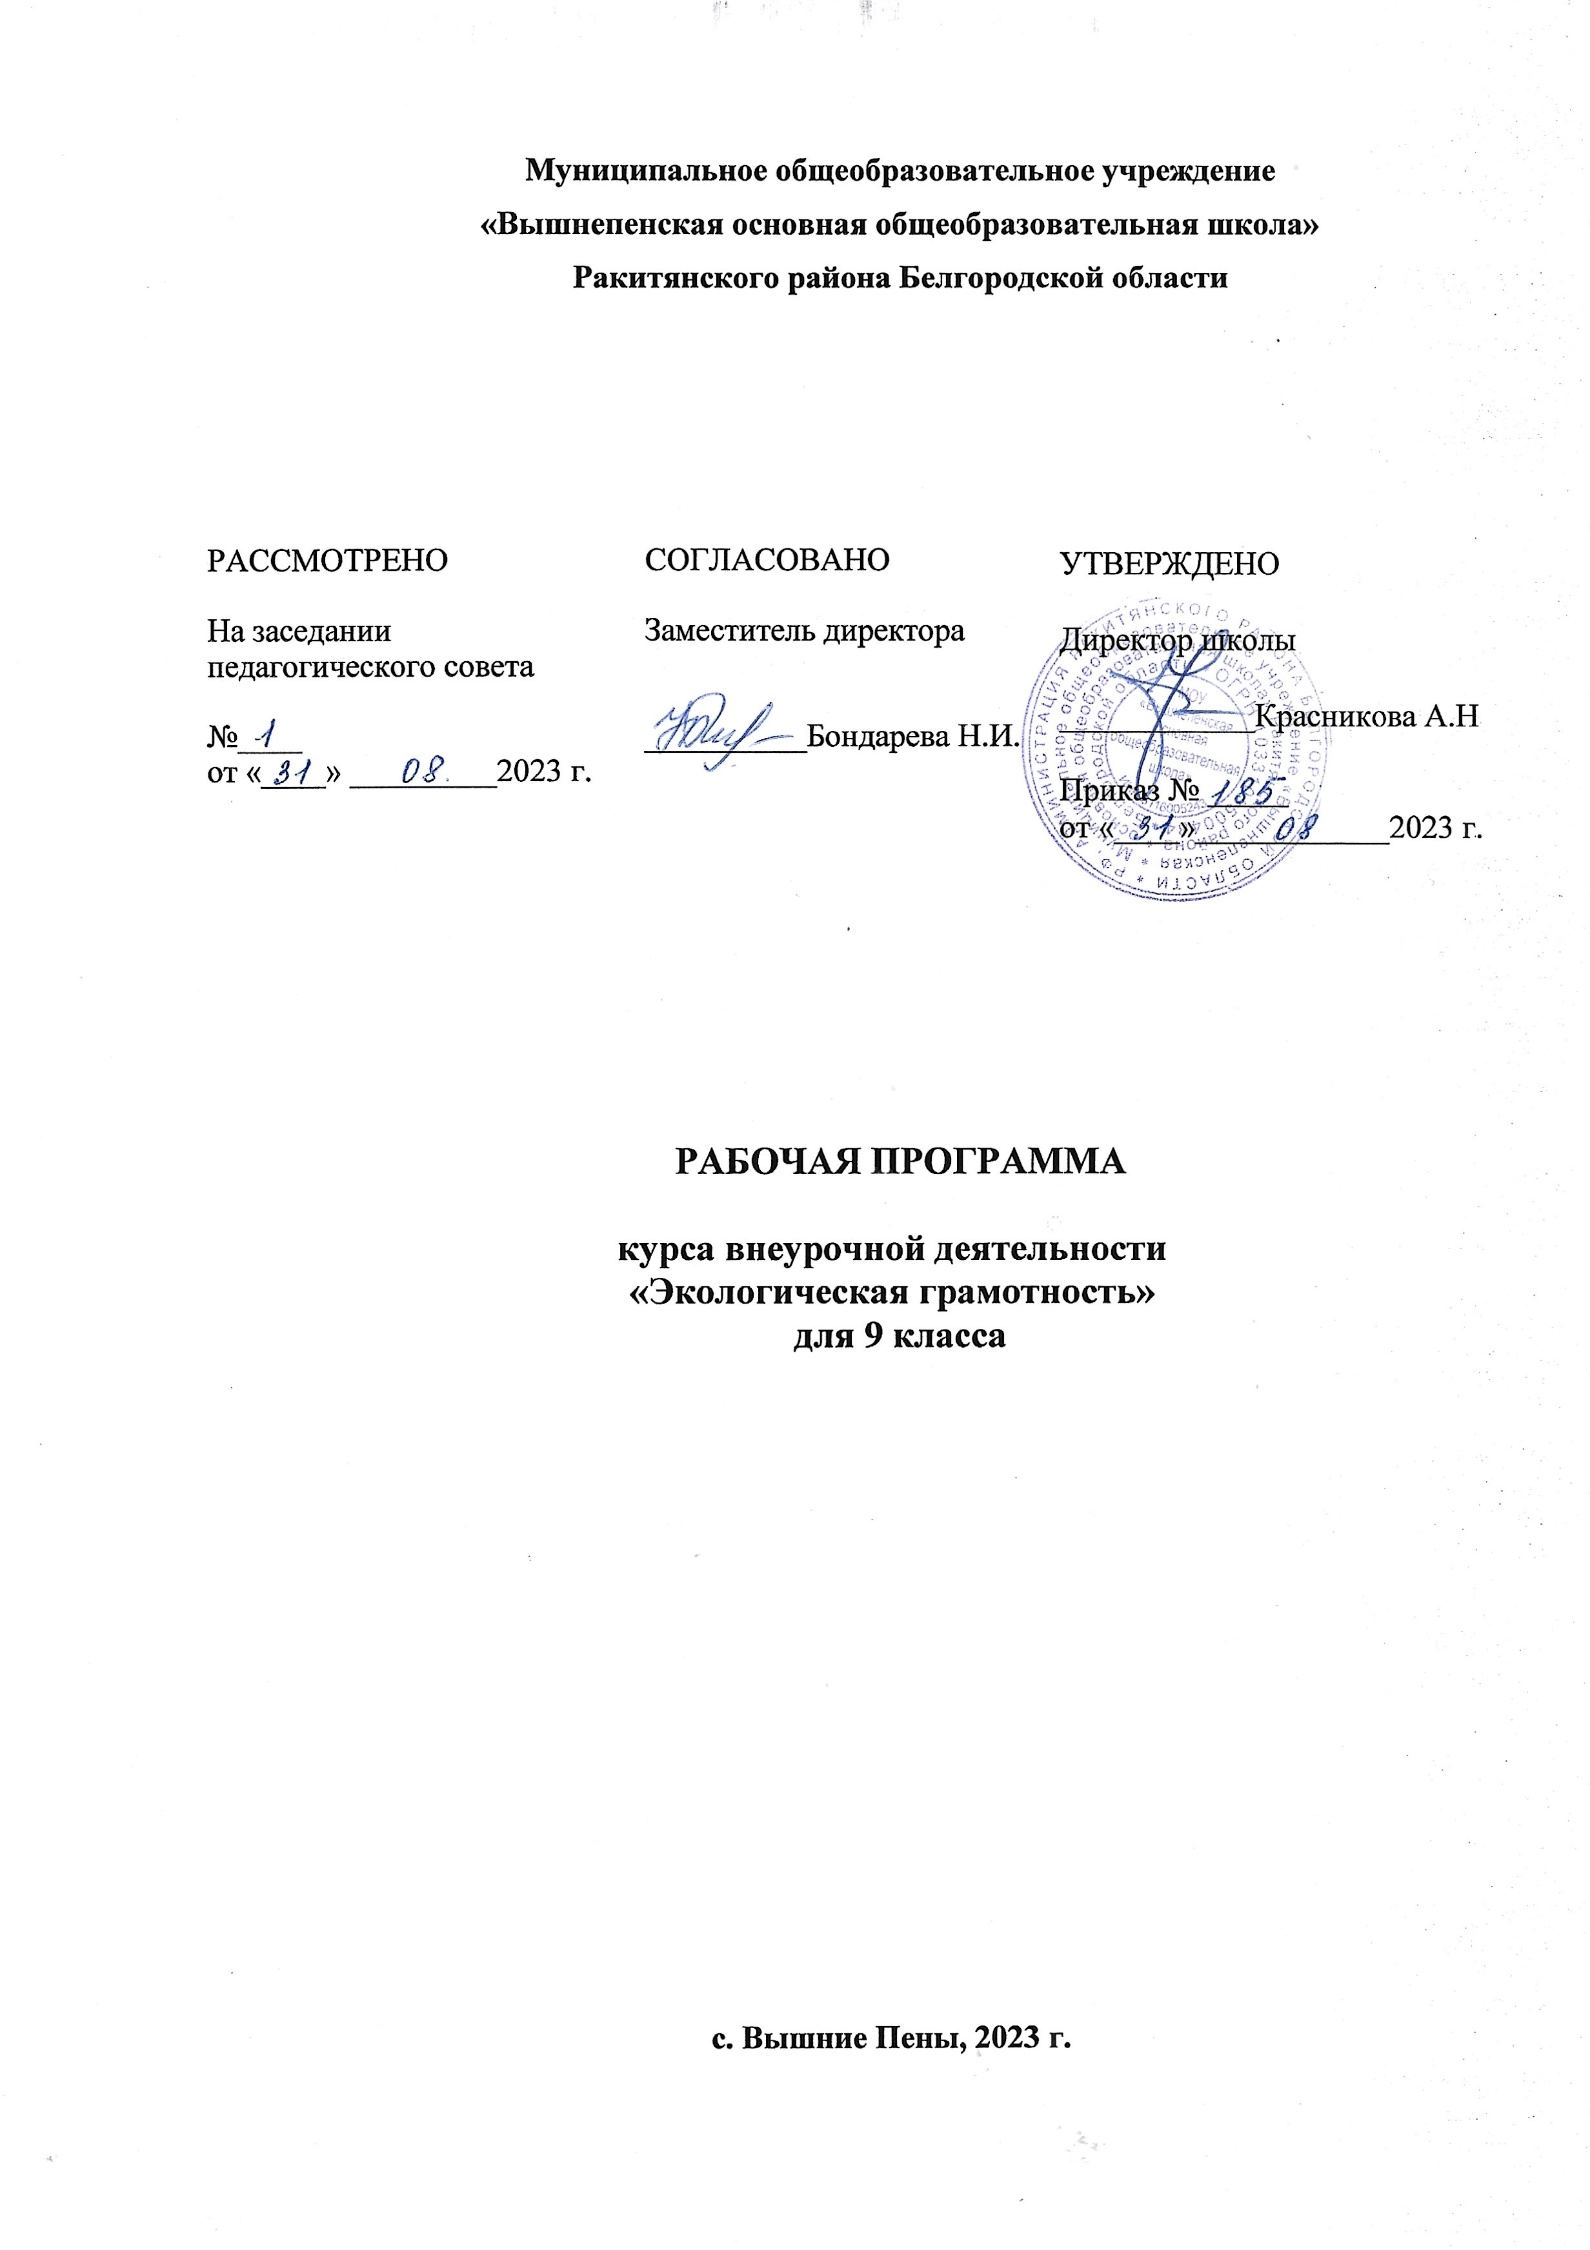 Муниципальное общеобразовательное учреждение
«Вышнепенская основная общеобразовательная школа»
Ракитянского района Белгородской области
РАССМОТРЕНО
На заседании
педагогического совета
№ 1
от «31» 08. 2023 г.
СОГЛАСОВАНО
Заместитель директора
Бондарева Н.И.
УТВЕРЖДЕНО
Директор школы
Красникова А.Н
Приказ № 185
от «31» 08 2023 г.
РАБОЧАЯ ПРОГРАММА
курса внеурочной деятельности
«Экологическая грамотность»
для 9 класса
с. Вышние Пены, 2023 г.